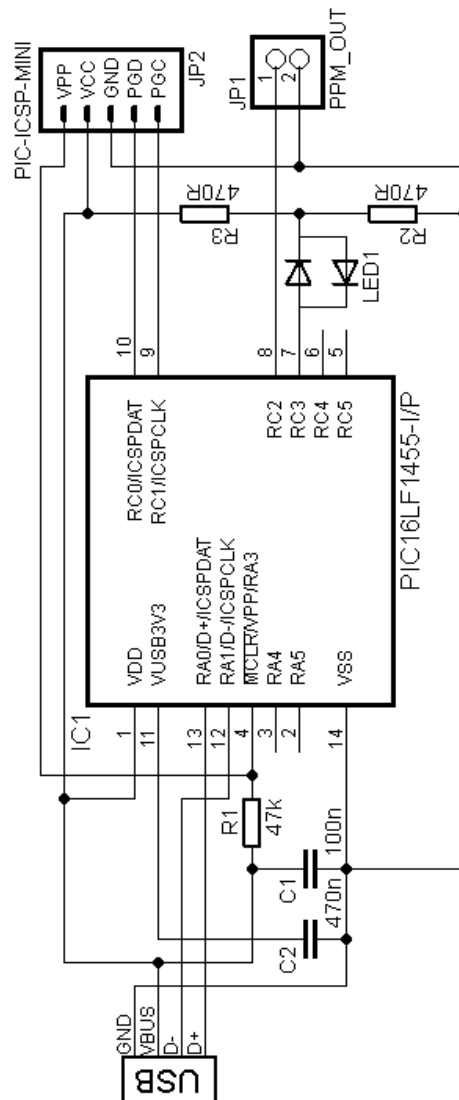 PIC-ICSP-MINI
VPP
VCC
GND
PGD
PGC
JP2
JP1
1
2
PPM_OUT
R3
470R
R2
470R
LED1
10
9
8
7
6
5
RC0/ICSPDAT
RC1/ICSPCLK
RC2
RC3
RC4
RC5
PIC16LF1455-I/P
VDD
VUSB3V3
RA0/D+/ICSPDAT
RA1/D-/ICSPCLK
MCLR/VPP/RA3
RA4
RA5
VSS
IC1
1
11
13
12
4
3
2
14
R1
47k
C1
100n
C2
470n
GND
VBUS
D-
D+
USB